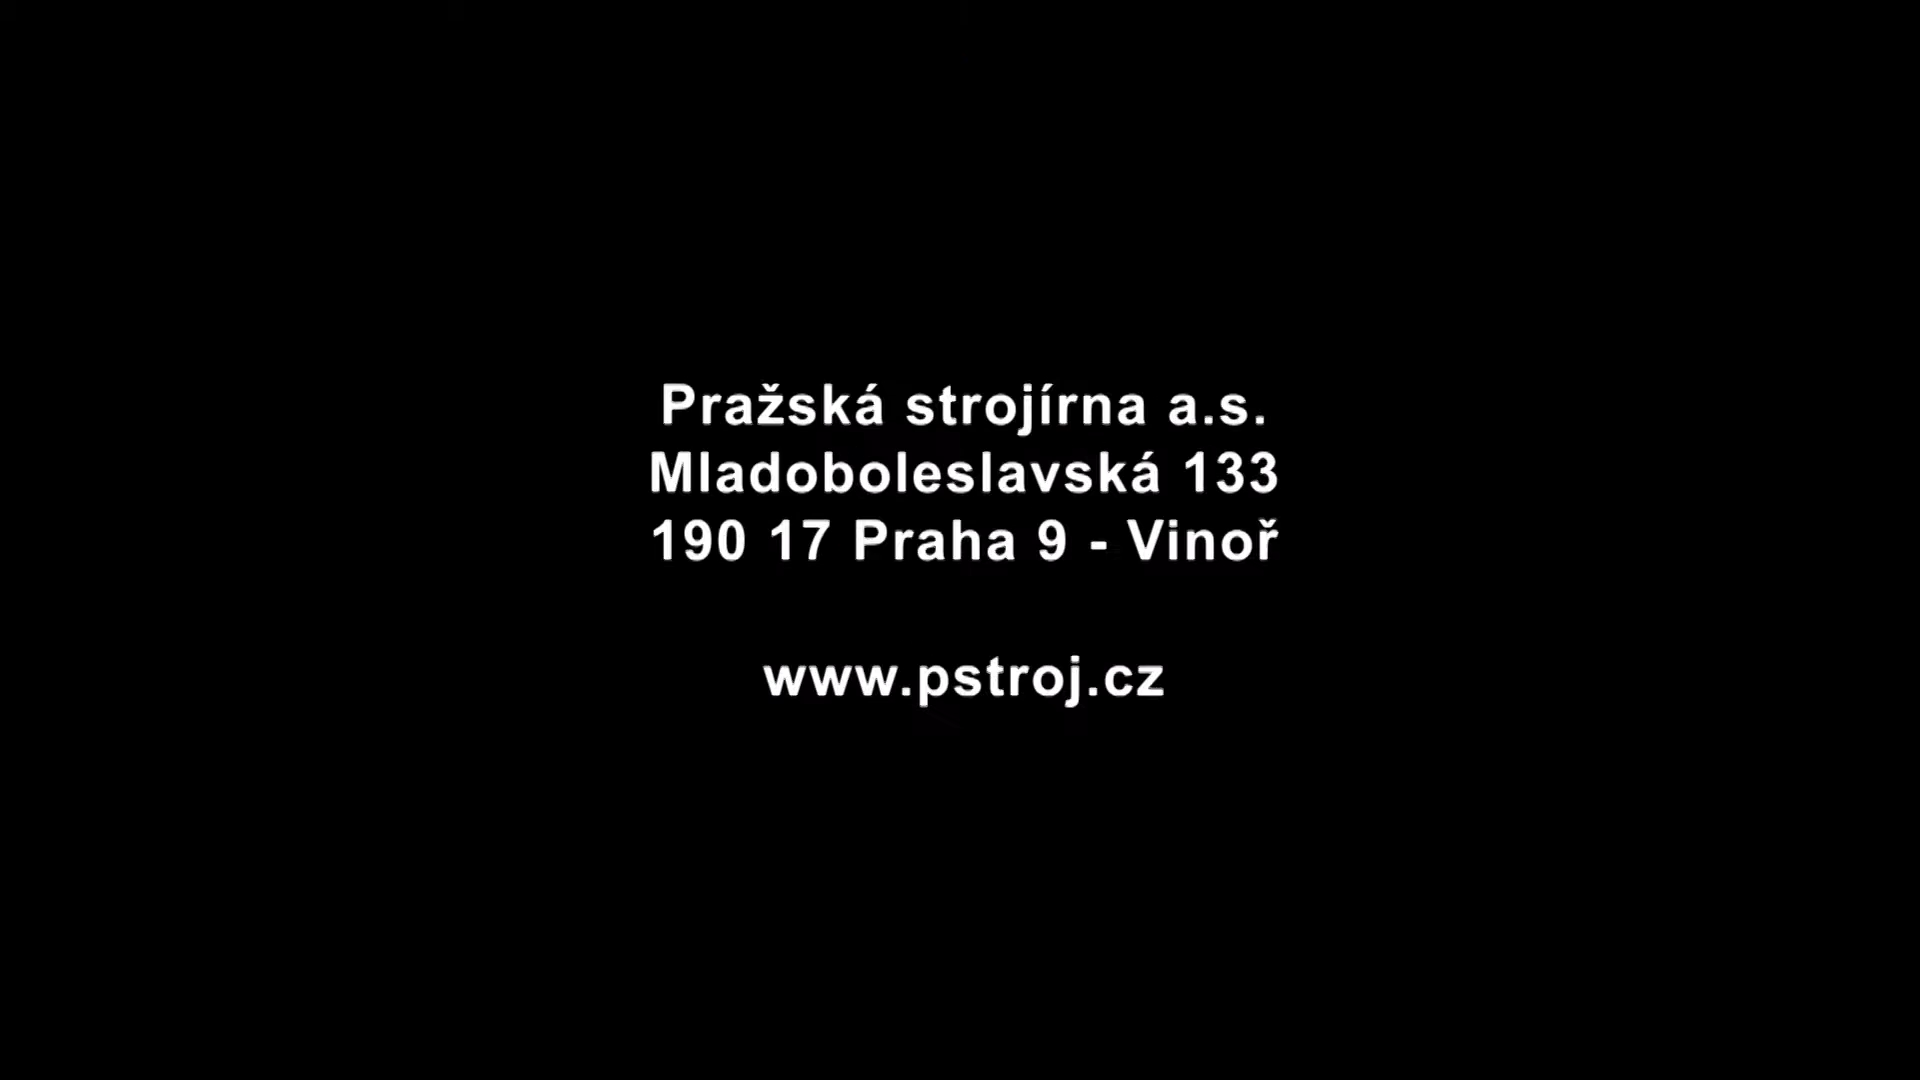 Pražská strojírna a.s.
Mladoboleslavská 133
190 17 Praha 9 - Vinoř
www.pstroj.cz